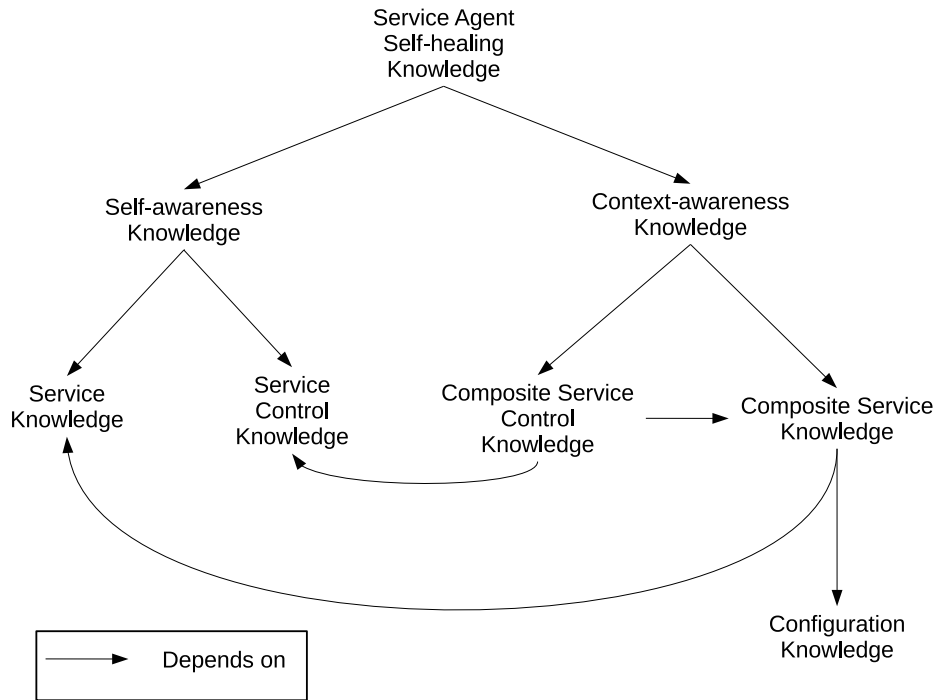 Service Agent
Self-healing
Knowledge
Self-awareness
Knowledge
Context-awareness
Knowledge
Service
Knowledge
Service
Control
Knowledge
Composite Service
Control
Knowledge
Composite Service
Knowledge
Configuration
Knowledge
Depends on